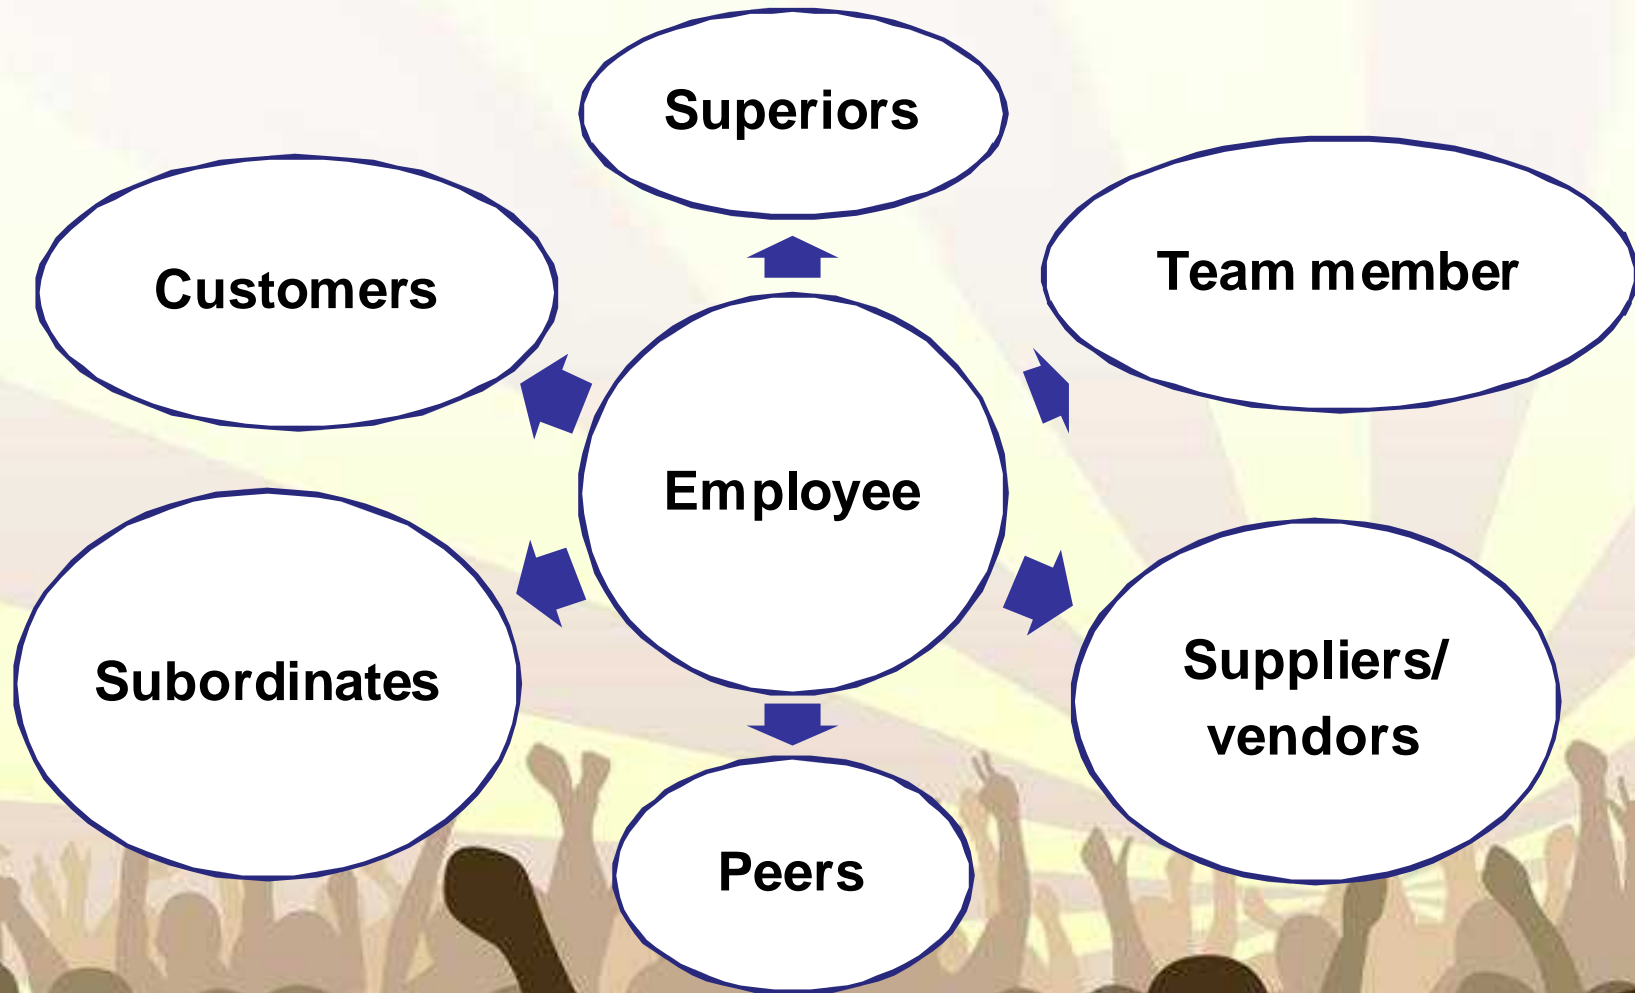 Superiors
Customers
Team member
Employee
Subordinates
Suppliers/
vendors
Peers